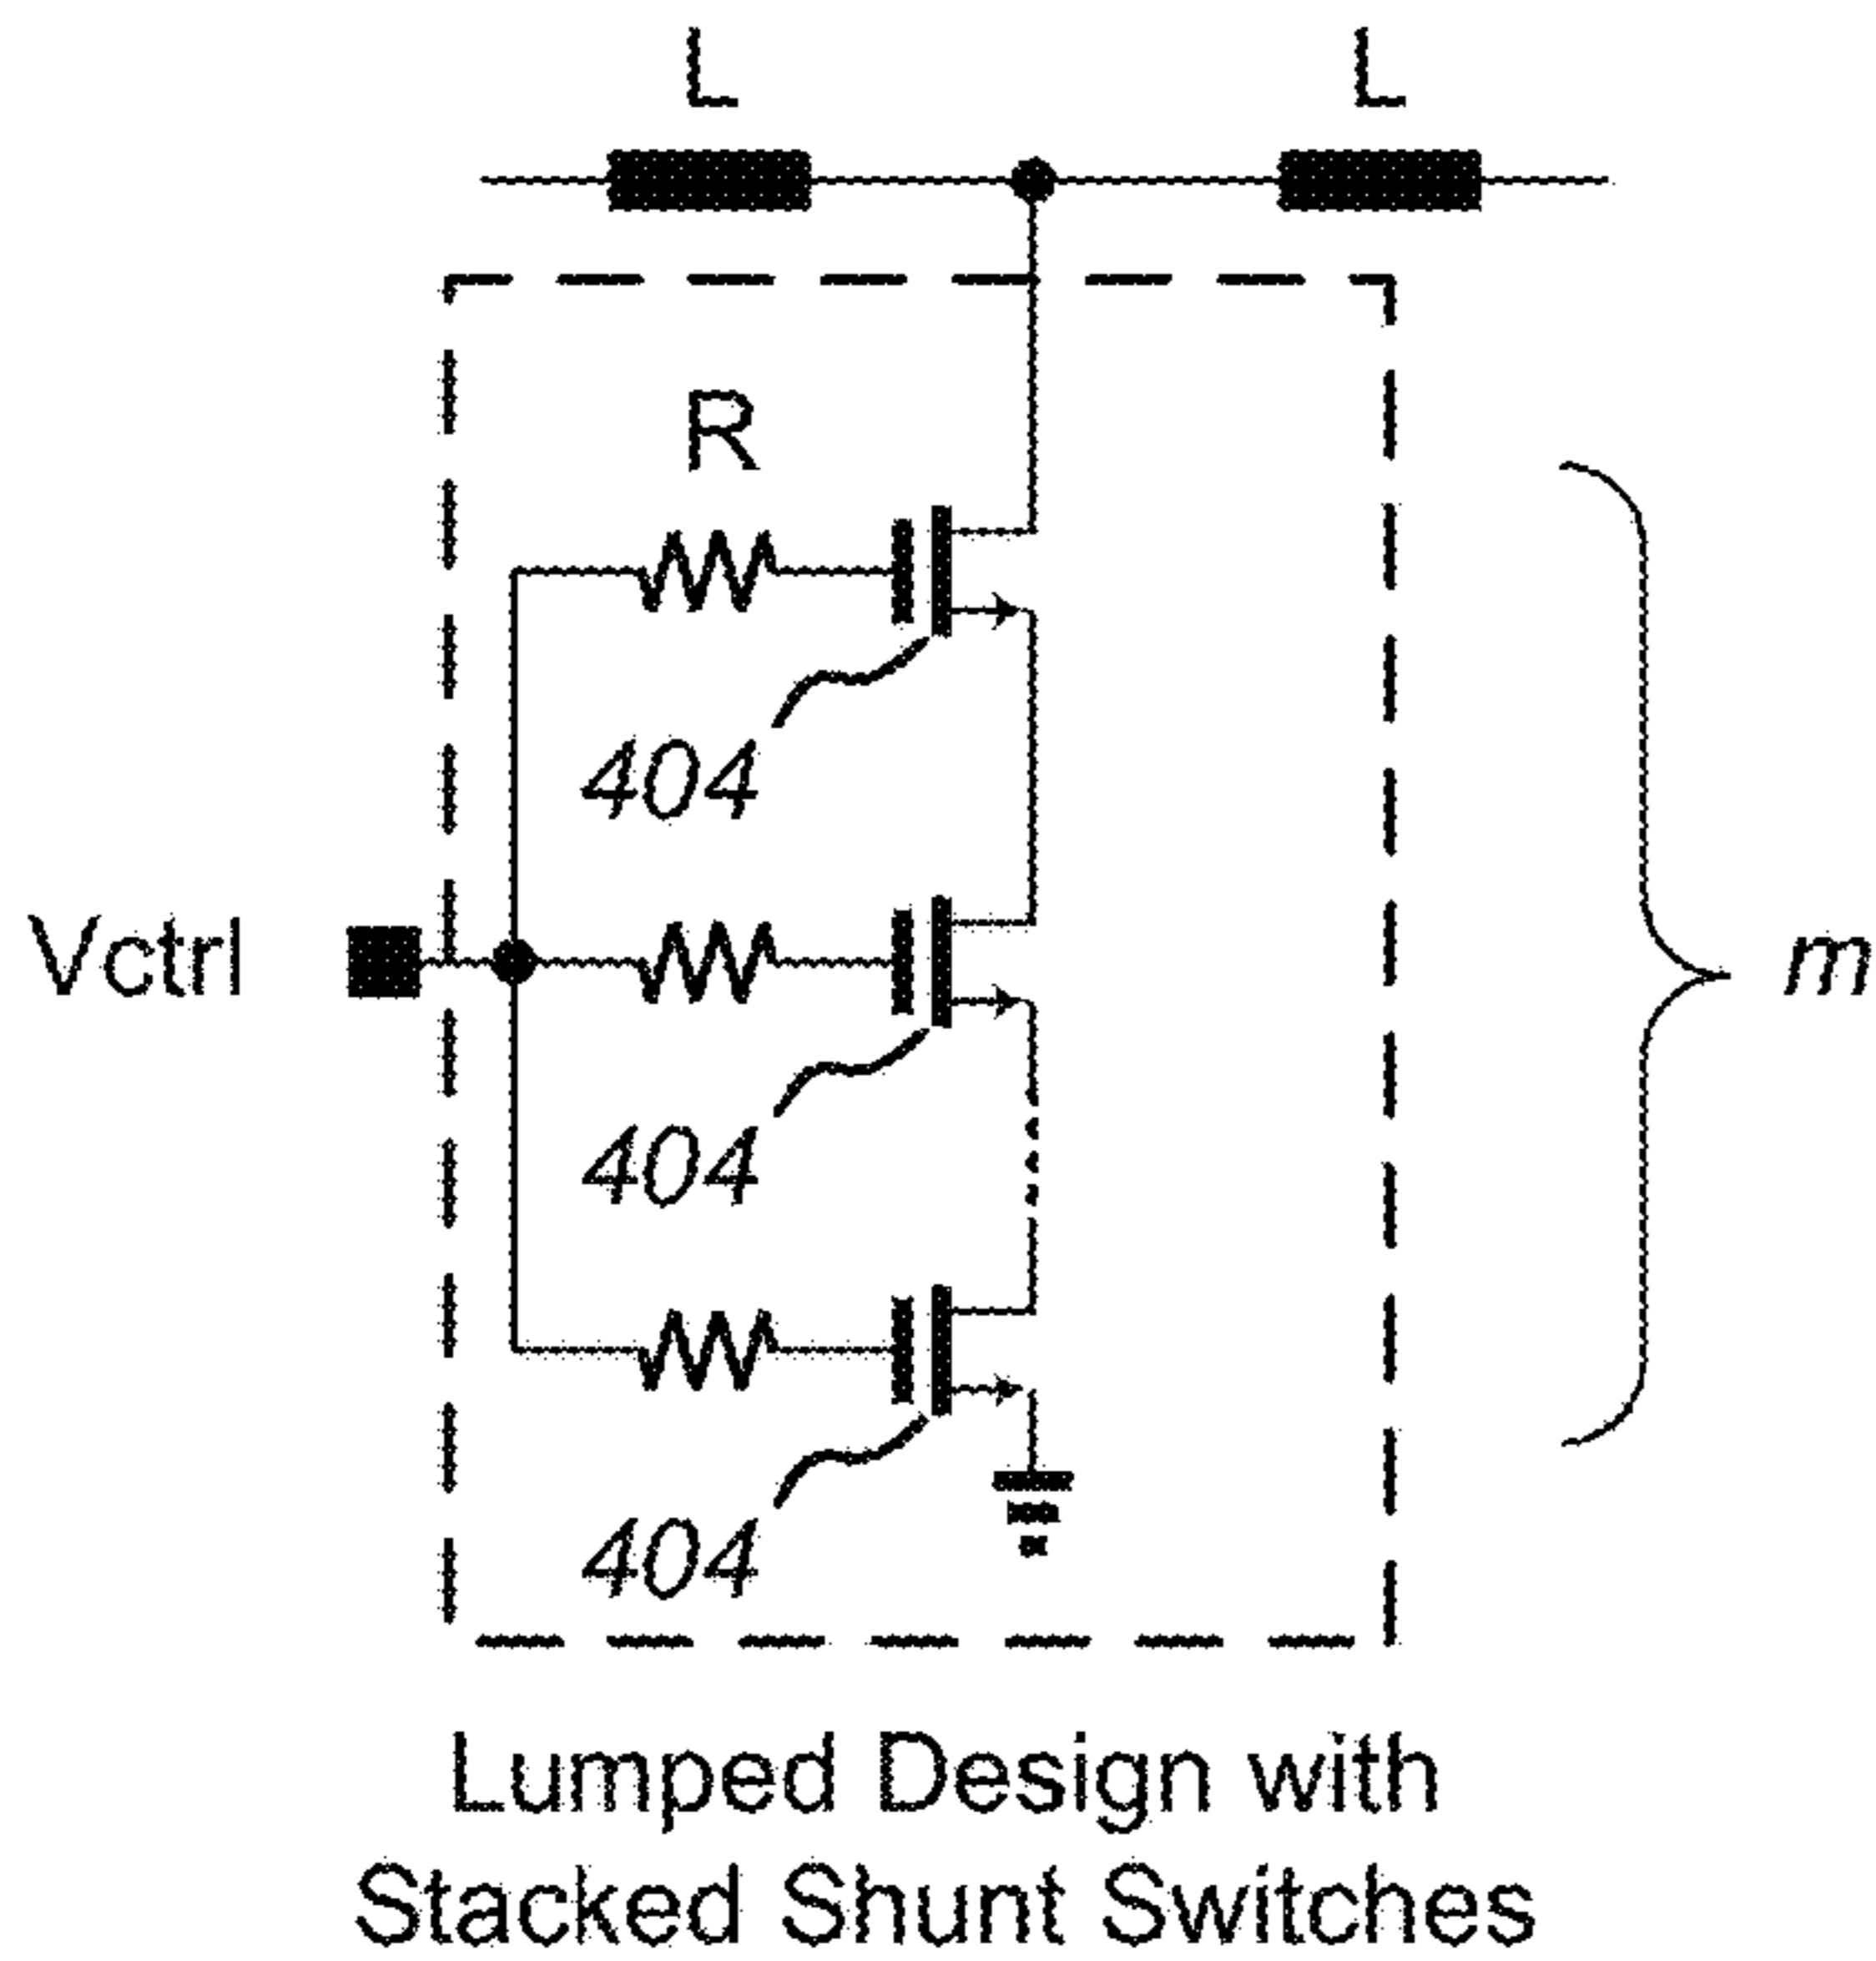 L L
R
404
Vctrl
m
404
404
Lumped Design with
Stacked Shunt Switches